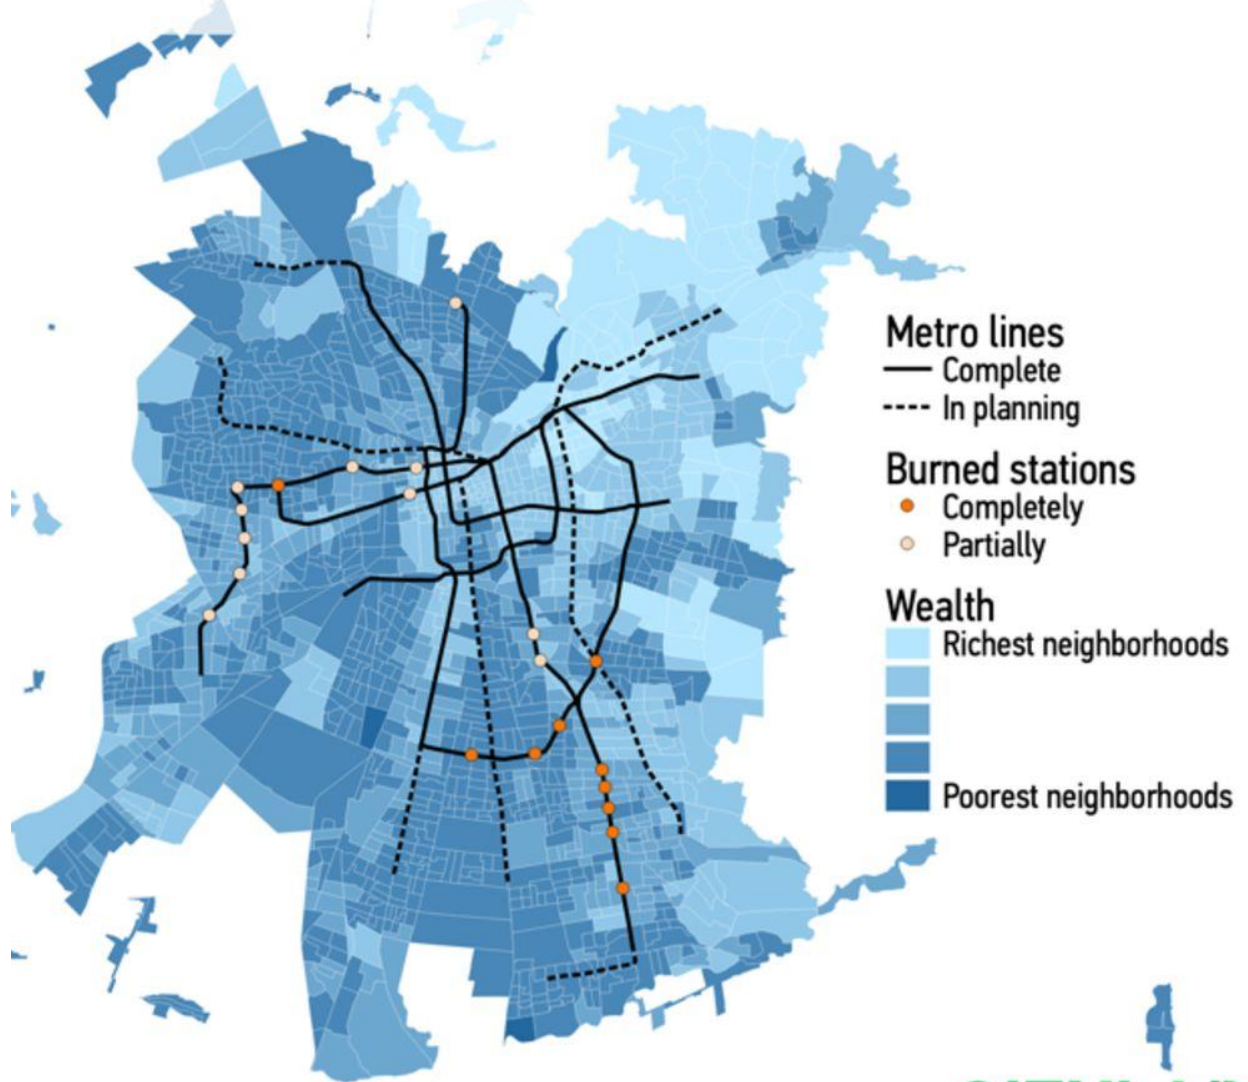 Metro lines
Complete
In planning
Burned stations
Completely
Partially
Wealth
Richest neighborhoods
Poorest neighborhoods